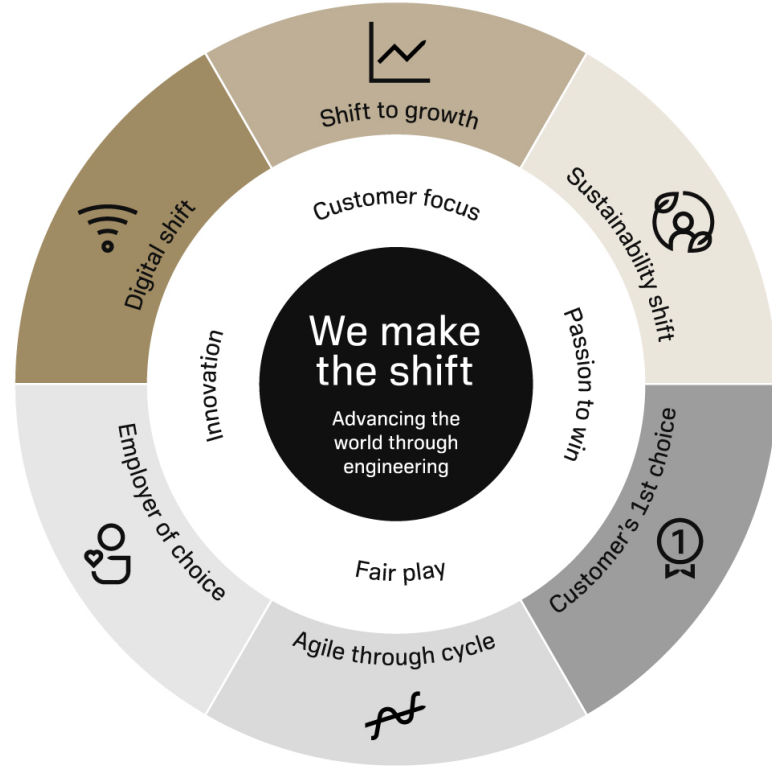 Shift to growth
Sustainability shift
Customer's 1st choice
Agile through cycle
Employer of choice
Digital shift
Customer focus
Passion to win
Fair play
Innovation
We make
the shift
Advancing the
world through
engineering
1